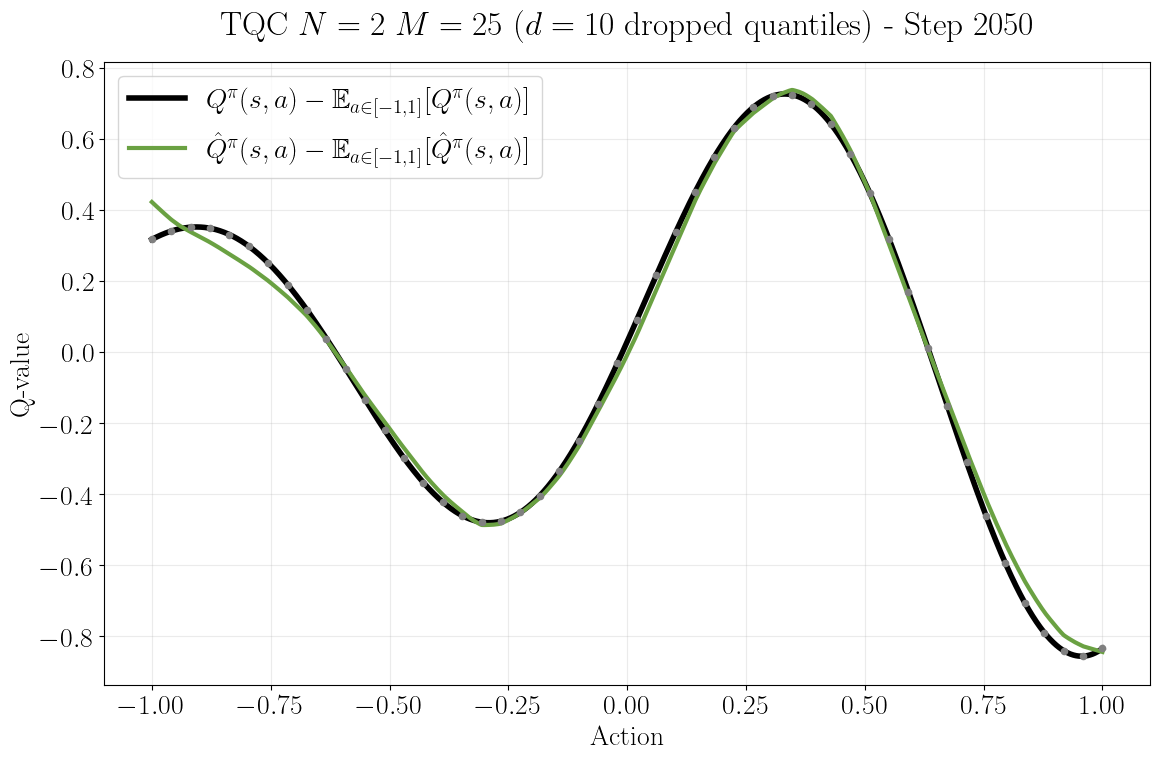 TQC N = 2 M = 25 (d = 10 dropped quantiles) - Step 2050
Q^π(s, a) − 𝔼_{a∈[−1,1]}[Q^π(s, a)]
Q̂^π(s, a) − 𝔼_{a∈[−1,1]}[Q̂^π(s, a)]
0.8
0.6
0.4
0.2
0.0
−0.2
−0.4
−0.6
−0.8
Q-value
−1.00 −0.75 −0.50 −0.25 0.00 0.25 0.50 0.75 1.00
Action